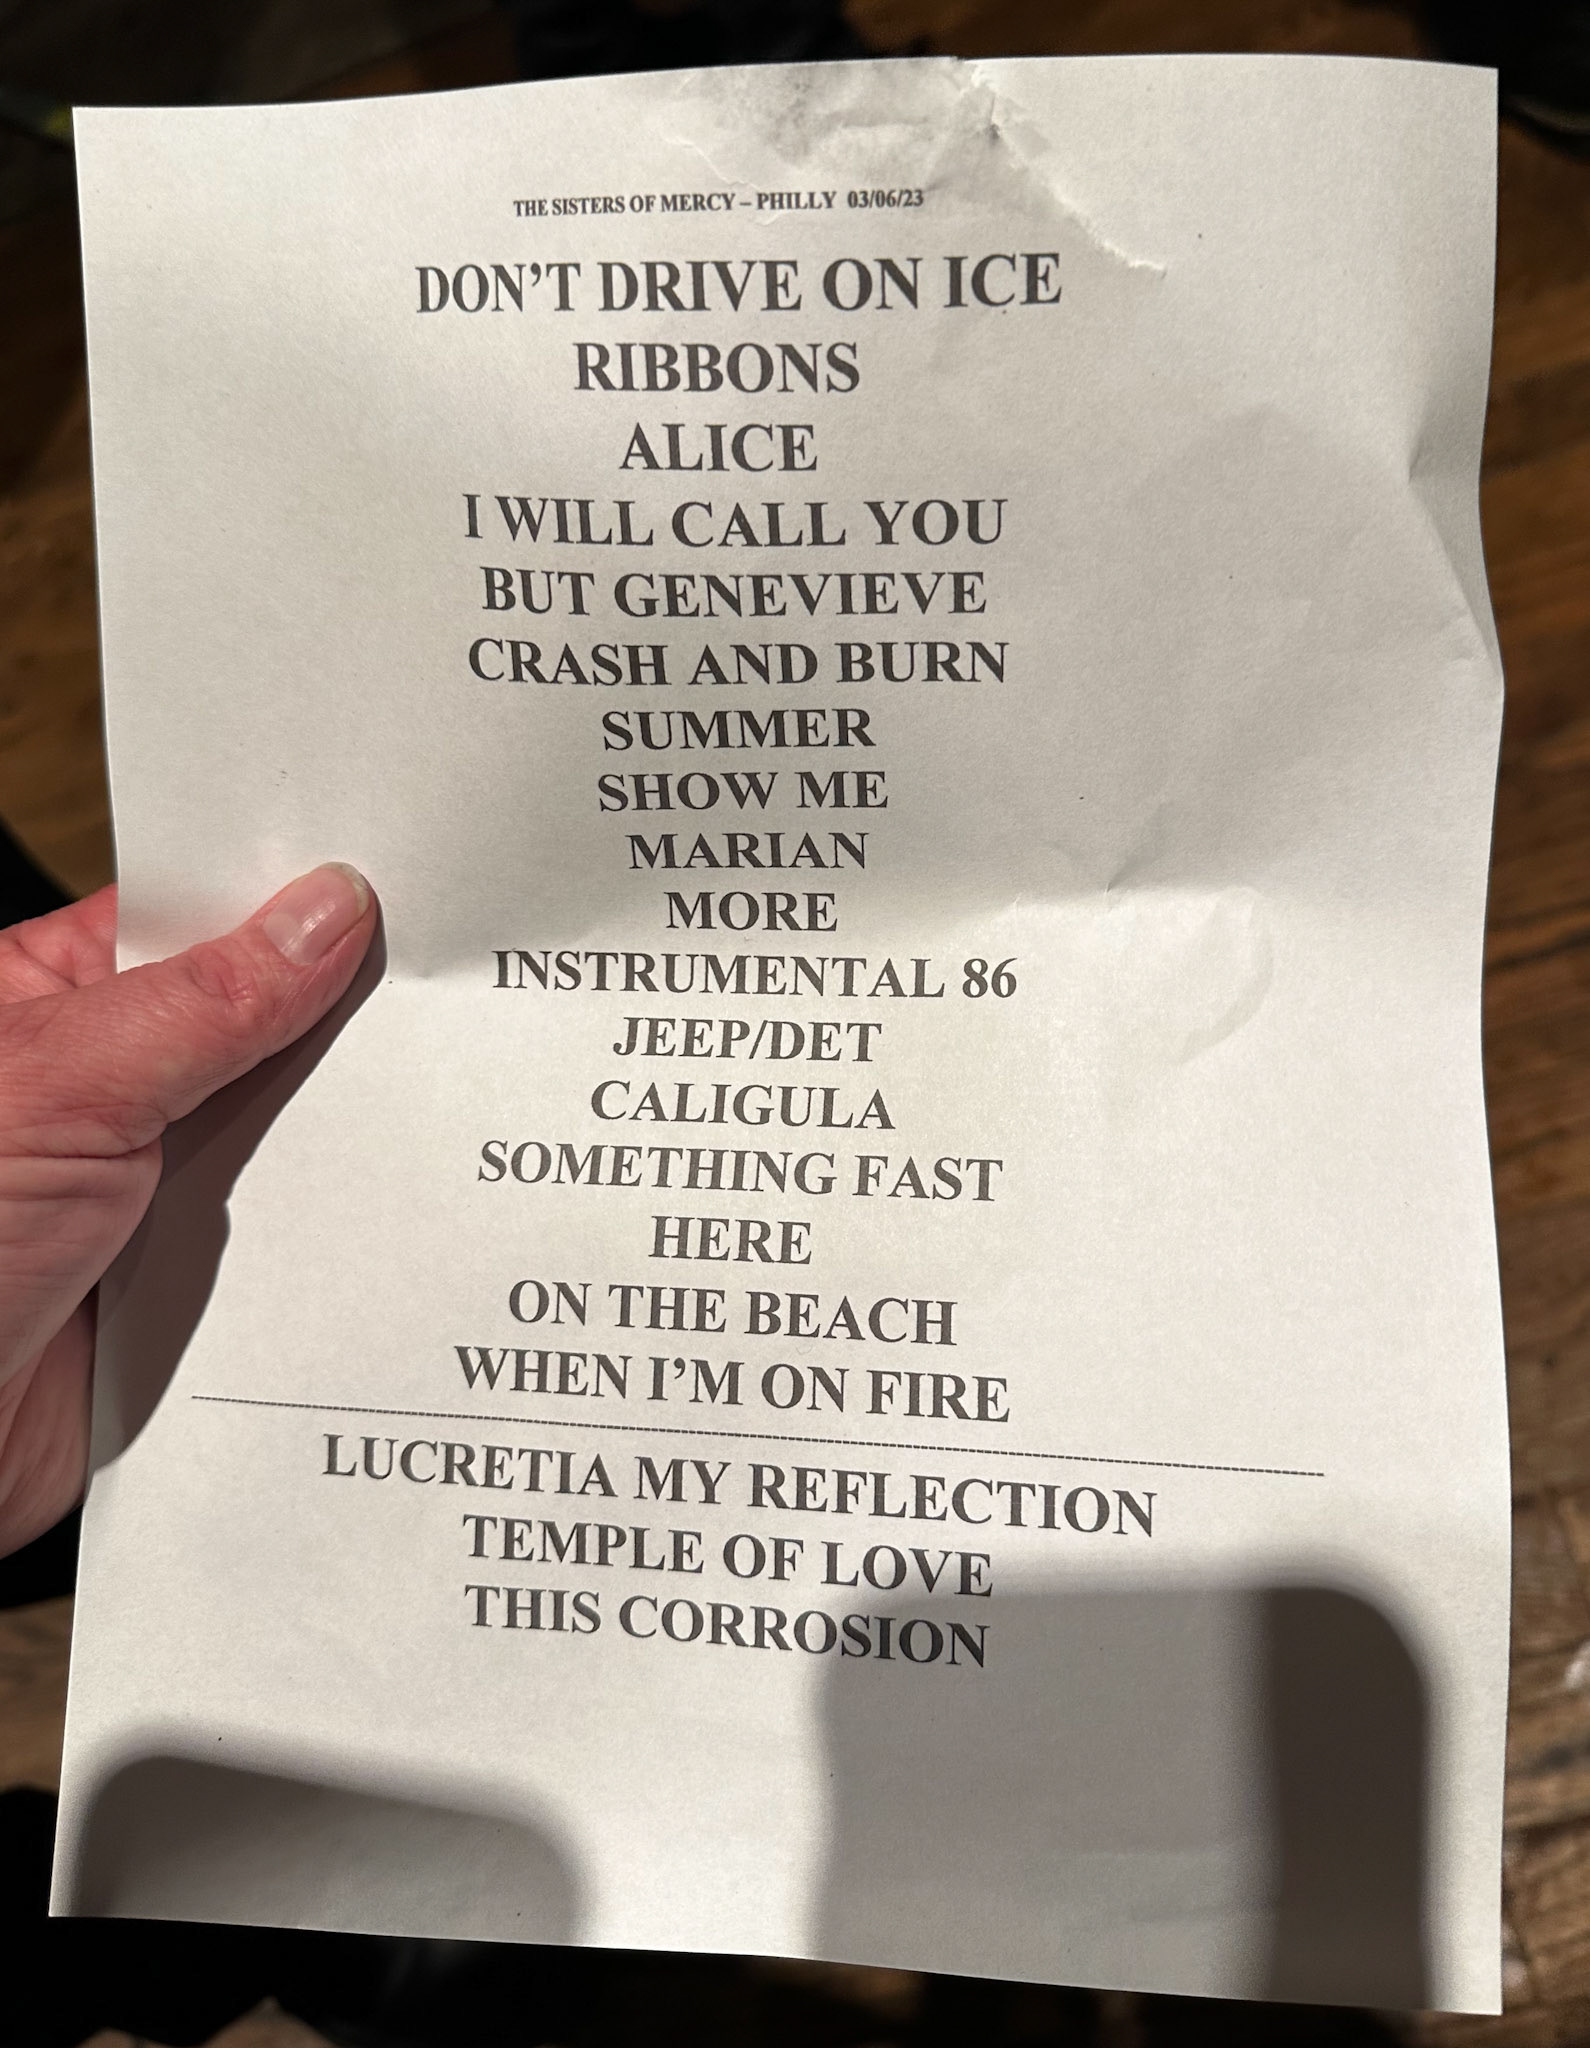 THE SISTERS OF MERCY – PHILLY 03/06/23
DON'T DRIVE ON ICE
RIBBONS
ALICE
I WILL CALL YOU
BUT GENEVIEVE
CRASH AND BURN
SUMMER
SHOW ME
MARIAN
MORE
INSTRUMENTAL 86
JEEP/DET
CALIGULA
SOMETHING FAST
HERE
ON THE BEACH
WHEN I'M ON FIRE
LUCRETIA MY REFLECTION
TEMPLE OF LOVE
THIS CORROSION